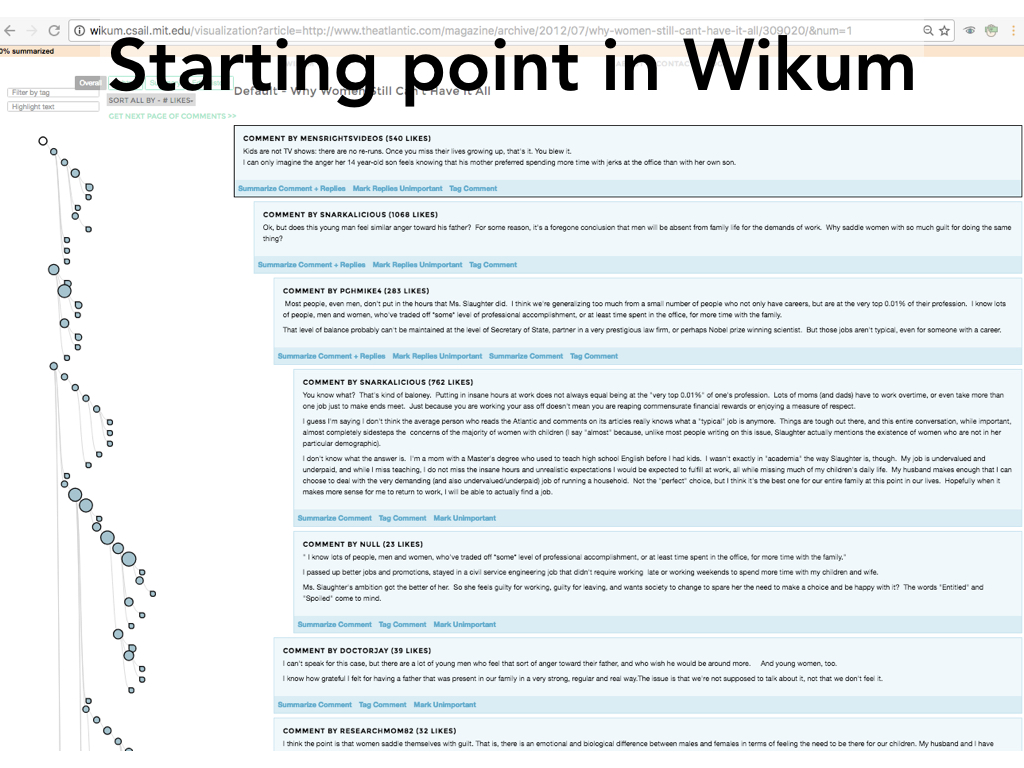 wikum.csail.mit.edu/visualization?article=http://www.theatlantic.com/magazine/archive/2012/07/why-women-still-cant-have-it-all/309020/&num=1
Starting point in Wikum
0% summarized
Overall
Filter by tag
Highlight text
SORT ALL BY - # LIKES
GET NEXT PAGE OF COMMENTS >>
Default - Why Women Still Can't Have It All
COMMENT BY MENSRIGHTSVIDEOS (540 LIKES)
Kids are not TV shows: there are no re-runs. Once you miss their lives growing up, that's it. You blew it.
I can only imagine the anger her 14 year-old son feels knowing that his mother preferred spending more time with jerks at the office than with her own son.
Summarize Comment + Replies Mark Replies Unimportant Tag Comment
COMMENT BY SNARKALICIOUS (1068 LIKES)
Ok, but does this young man feel similar anger toward his father? For some reason, it's a foregone conclusion that men will be absent from family life for the demands of work. Why saddle women with so much guilt for doing the same
thing?
Summarize Comment + Replies Mark Replies Unimportant Tag Comment
COMMENT BY PGHMIKE4 (283 LIKES)
Most people, even men, don't put in the hours that Ms. Slaughter did. I think we're generalizing too much from a small number of people who not only have careers, but are at the very top 0.01% of their profession. I know lots
of people, men and women, who've traded off *some* level of professional accomplishment, or at least time spent in the office, for more time with the family.
That level of balance probably can't be maintained at the level of Secretary of State, partner in a very prestigious law firm, or perhaps Nobel prize winning scientist. But those jobs aren't typical, even for someone with a career.
Summarize Comment + Replies Mark Replies Unimportant Summarize Comment Tag Comment
COMMENT BY SNARKALICIOUS (762 LIKES)
You know what? That's kind of baloney. Putting in insane hours at work does not always equal being at the "very top 0.01%" of one's profession. Lots of moms (and dads) have to work overtime, or even take more than
one job just to make ends meet. Just because you are working your ass off doesn't mean you are reaping commensurate financial rewards or enjoying a measure of respect.
I guess I'm saying I don't think the average person who reads the Atlantic and comments on its articles really knows what a "typical" job is anymore. Things are tough out there, and this entire conversation, while important,
almost completely sidesteps the concerns of the majority of women with children (I say "almost" because, unlike most people writing on this issue, Slaughter actually mentions the existence of women who are not in her
particular demographic).
I don't know what the answer is. I'm a mom with a Master's degree who used to teach high school English before I had kids. I wasn't exactly in "academia" the way Slaughter is, though. My job is undervalued and
underpaid, and while I miss teaching, I do not miss the insane hours and unrealistic expectations I would be expected to fulfill at work, all while missing much of my children's daily life. My husband makes enough that I can
choose to deal with the very demanding (and also undervalued/underpaid) job of running a household. Not the "perfect" choice, but I think it's the best one for our entire family at this point in our lives. Hopefully when it
makes more sense for me to return to work, I will be able to actually find a job.
Summarize Comment Tag Comment Mark Unimportant
COMMENT BY NULL (23 LIKES)
" I know lots of people, men and women, who've traded off *some* level of professional accomplishment, or at least time spent in the office, for more time with the family."
I passed up better jobs and promotions, stayed in a civil service engineering job that didn't require working late or working weekends to spend more time with my children and wife.
Ms. Slaughter's ambition got the better of her. So she feels guilty for working, guilty for leaving, and wants society to change to spare her the need to make a choice and be happy with it? The words "Entitled" and
"Spoiled" come to mind.
Summarize Comment Tag Comment Mark Unimportant
COMMENT BY DOCTORJAY (39 LIKES)
I can't speak for this case, but there are a lot of young men who feel that sort of anger toward their father, and who wish he would be around more. And young women, too.
I know how grateful I felt for having a father that was present in our family in a very strong, regular and real way.The issue is that we're not supposed to talk about it, not that we don't feel it.
Summarize Comment Tag Comment Mark Unimportant
COMMENT BY RESEARCHMOM82 (32 LIKES)
I think the point is that women saddle themselves with guilt. That is, there is an emotional and biological difference between males and females in terms of feeling the need to be there for our children. My husband and I have